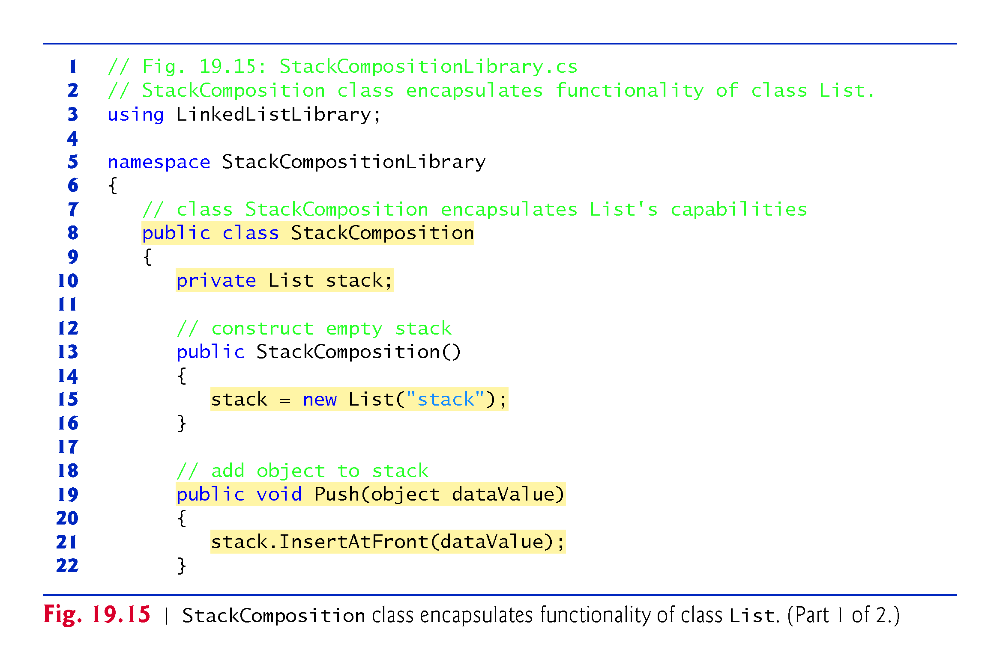 1 // Fig. 19.15: StackCompositionLibrary.cs
2 // StackComposition class encapsulates functionality of class List.
3 using LinkedListLibrary;
4
5 namespace StackCompositionLibrary
6 {
7 // class StackComposition encapsulates List's capabilities
8 public class StackComposition
9 {
10 private List stack;
11
12 // construct empty stack
13 public StackComposition()
14 {
15 stack = new List("stack");
16 }
17
18 // add object to stack
19 public void Push(object dataValue)
20 {
21 stack.InsertAtFront(dataValue);
22 }
Fig. 19.15 | StackComposition class encapsulates functionality of class List. (Part 1 of 2.)